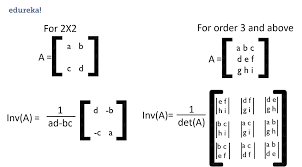 edureka!
For 2X2
For order 3 and above
A = a b
c d
A = a b c
d e f
g h i
Inv(A) = 1
ad-bc
d -b
-c a
Inv(A)= 1
det(A)
e f d f d e
h i g i g h
b c a c a b
h i g i g h
b c a c a b
e f d f d e